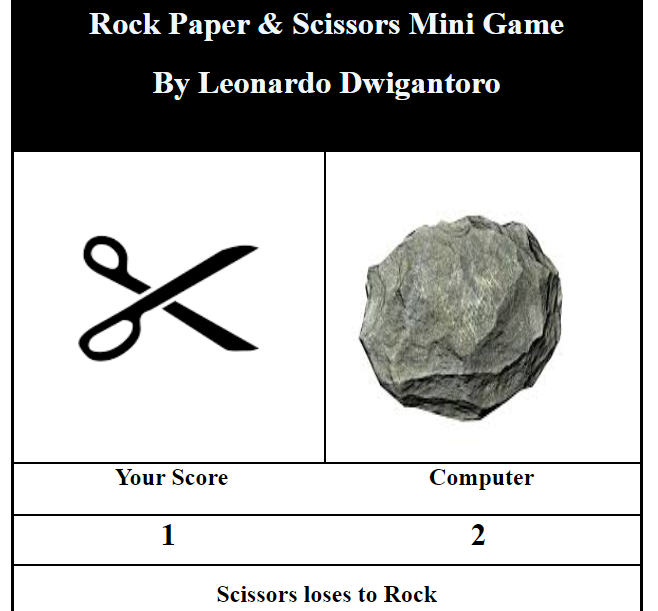 Rock Paper & Scissors Mini Game
By Leonardo Dwigantoro
Your Score
Computer
1
2
Scissors loses to Rock